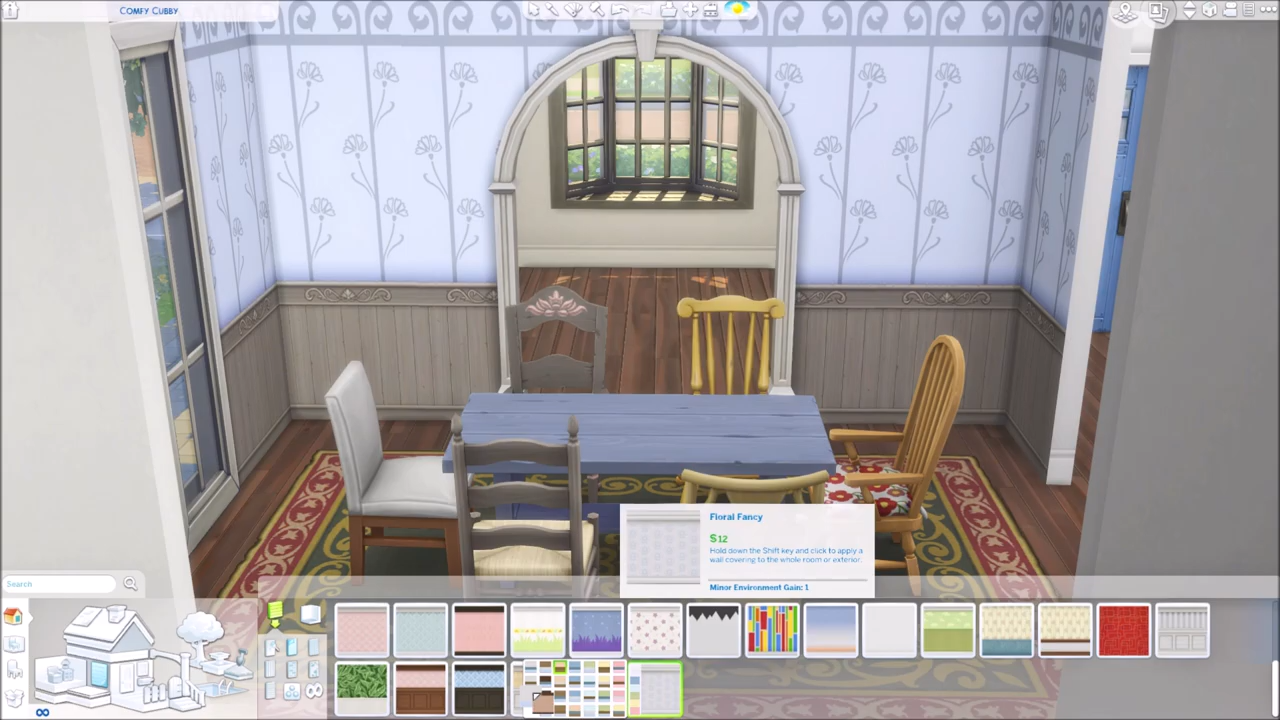 Comfy Cubby
Floral Fancy
$12
Hold down the Shift key and click to apply a
wall covering to the whole room or exterior.
Minor Environment Gain: 1
Search